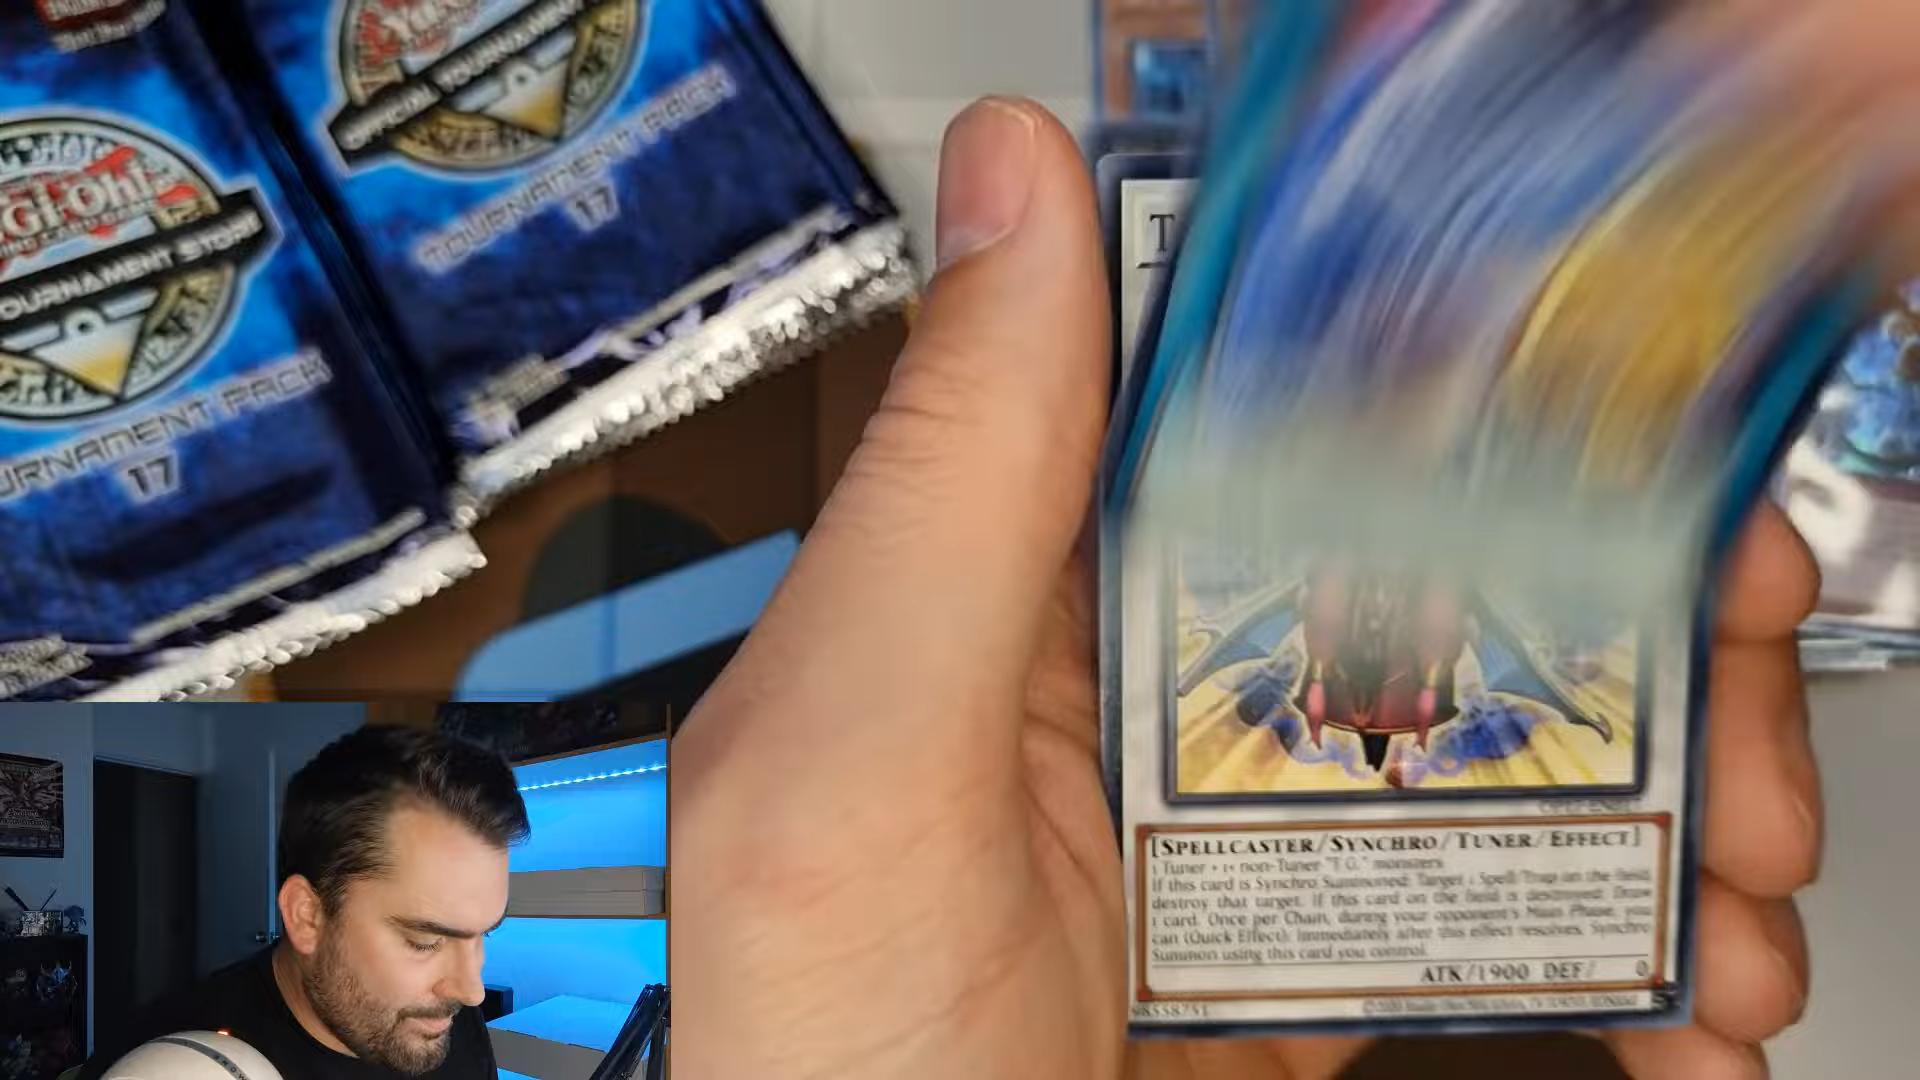 OFFICIAL TOURNAMENT
TOURNAMENT PACK
17
Gi-Oh!
TOURNAMENT STORE
TOURNAMENT PACK
17
T
[SPELLCASTER/SYNCHRO/TUNER/EFFECT]
1 Tuner + 1+ non-Tuner "T.G." monsters
If this card is Synchro Summoned: Target 1 Spell/Trap on the field;
destroy that target. If this card on the field is destroyed: Draw
1 card. Once per Chain, during your opponent's Main Phase, you
can (Quick Effect): Immediately after this effect resolves, Synchro
Summon using this card you control.
ATK/1900 DEF/ 0
98558751